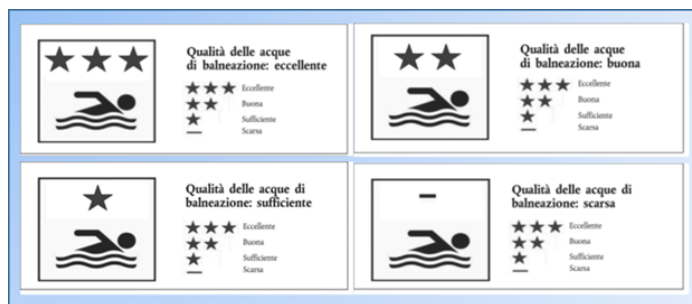 Qualità delle acque
di balneazione: eccellente
Eccellente
Buona
Sufficiente
Scarsa
Qualità delle acque
di balneazione: buona
Eccellente
Buona
Sufficiente
Scarsa
Qualità delle acque di
balneazione: sufficiente
Eccellente
Buona
Sufficiente
Scarsa
Qualità delle acque di
balneazione: scarsa
Eccellente
Buona
Sufficiente
Scarsa